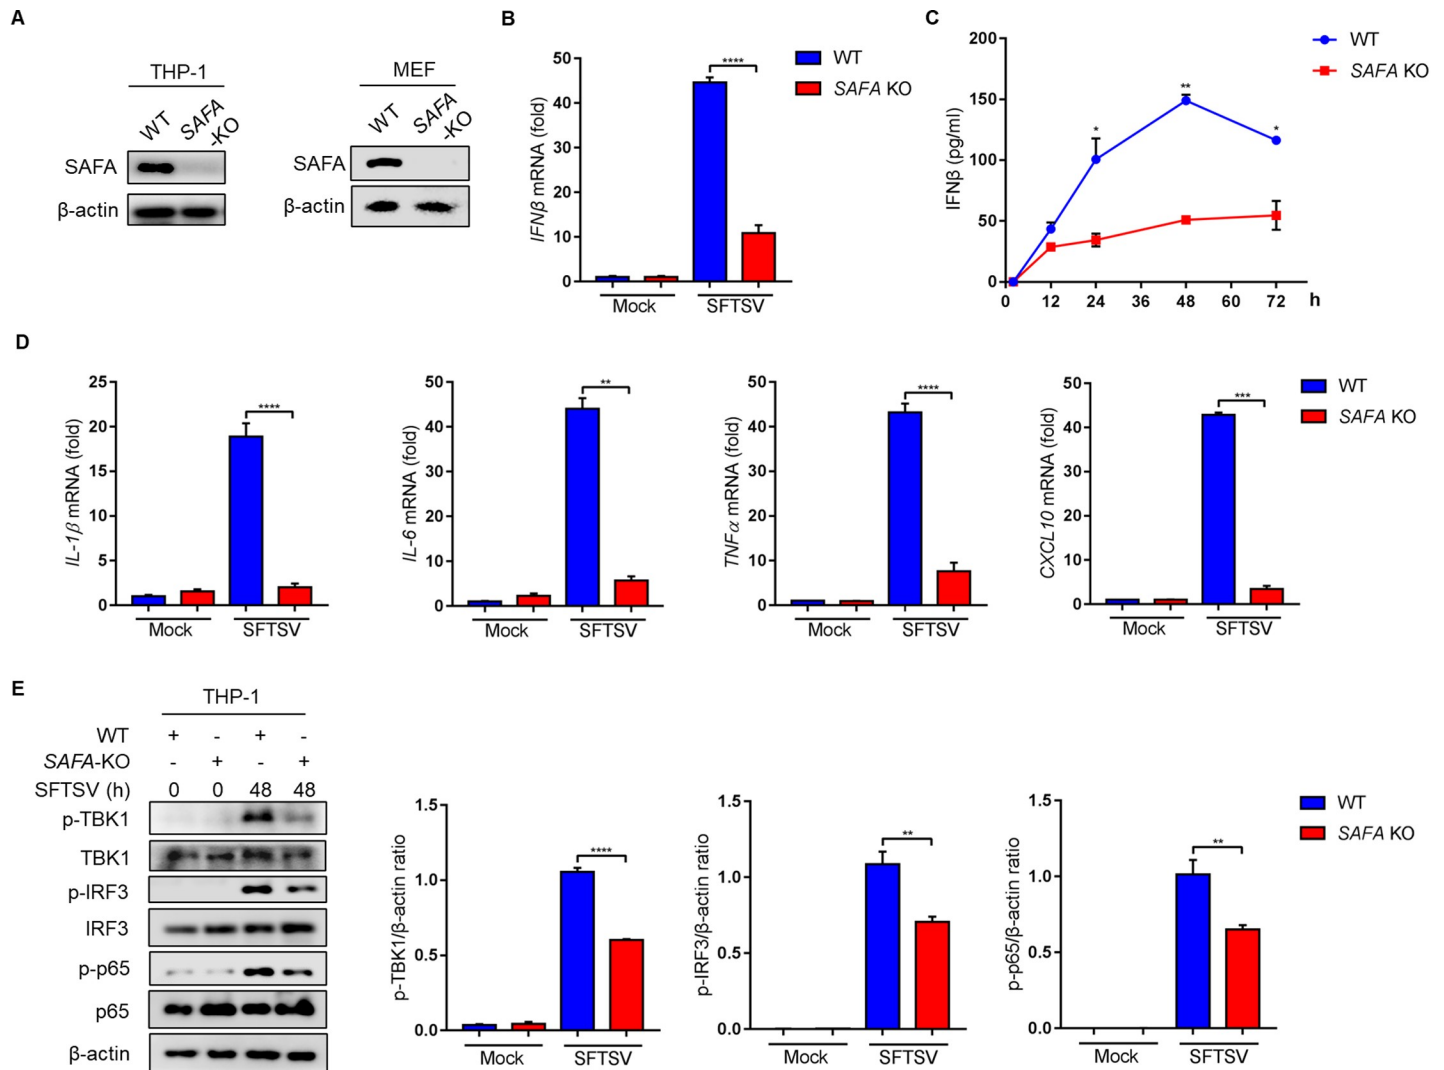 A
THP-1
WT
SAFA
-KO
SAFA
β-actin
MEF
WT
SAFA
-KO
SAFA
β-actin
B
IFNβ mRNA (fold)
50
40
30
20
10
0
****
Mock
SFTSV
WT
SAFA KO
C
IFNβ (pg/ml)
200
150
100
50
0
*
**
*
0 12 24 36 48 60 72 h
WT
SAFA KO
D
IL-1β mRNA (fold)
25
20
15
10
5
0
****
Mock
SFTSV
IL-6 mRNA (fold)
50
40
30
20
10
0
**
Mock
SFTSV
TNFα mRNA (fold)
50
40
30
20
10
0
****
Mock
SFTSV
CXCL10 mRNA (fold)
50
40
30
20
10
0
***
Mock
SFTSV
WT
SAFA KO
E
THP-1
WT + - + -
SAFA-KO - + - +
SFTSV (h) 0 0 48 48
p-TBK1
TBK1
p-IRF3
IRF3
p-p65
p65
β-actin
p-TBK1/β-actin ratio
1.5
1.0
0.5
0.0
****
Mock
SFTSV
p-IRF3/β-actin ratio
1.5
1.0
0.5
0.0
**
Mock
SFTSV
p-p65/β-actin ratio
1.5
1.0
0.5
0.0
**
Mock
SFTSV
WT
SAFA KO